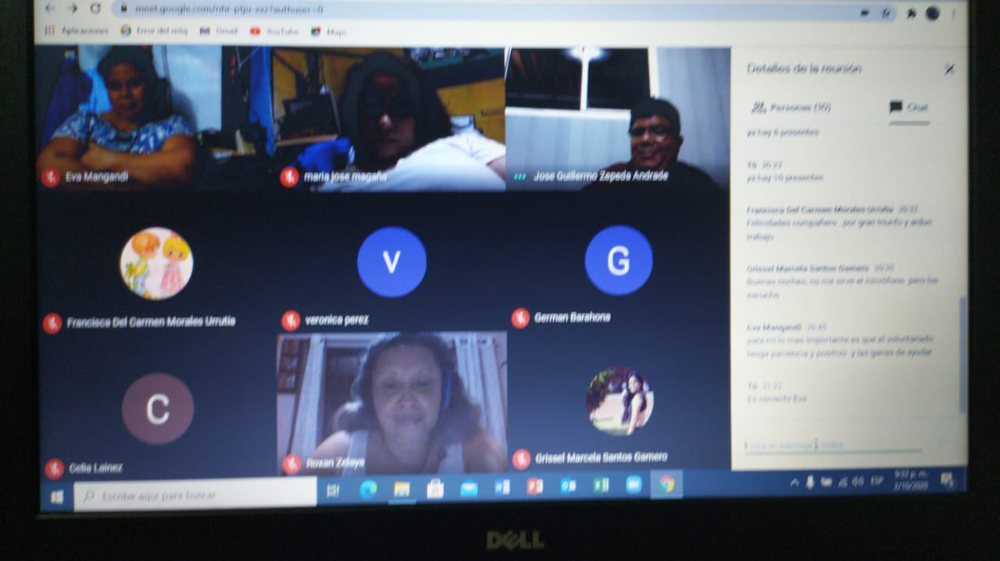 meet.google.com/nhr-ptju-xxz?authuser=0
Aplicaciones Error del reloj Gmail YouTube Maps
Eva Mangandi
maria jose magaña
Jose Guillermo Zepeda Andrade
Francisca Del Carmen Morales Urrutia
V
veronica perez
G
German Barahona
C
Celia Lainez
Roxan Zelaya
Grissel Marcela Santos Gamero
Detalles de la reunión
Personas (10) Chat
ya hay 8 presentes
Tú 20:23
ya hay 10 presentes
Francisca Del Carmen Morales Urrutia 20:32
Felicidades compañero , por gran triunfo y arduo
trabajo
Grissel Marcela Santos Gamero 20:35
Buenas noches, no me sirve el micrófono pero los
escucho
Eva Mangandi 20:45
para mi lo mas importante es que el voluntariado
tenga paciencia y positivo y las ganas de ayudar
Tú 21:32
Es correcto Eva
Envía un mensaje a todos
Escribe aquí para buscar
ESP
9:32 p. m.
2/10/2020
DELL